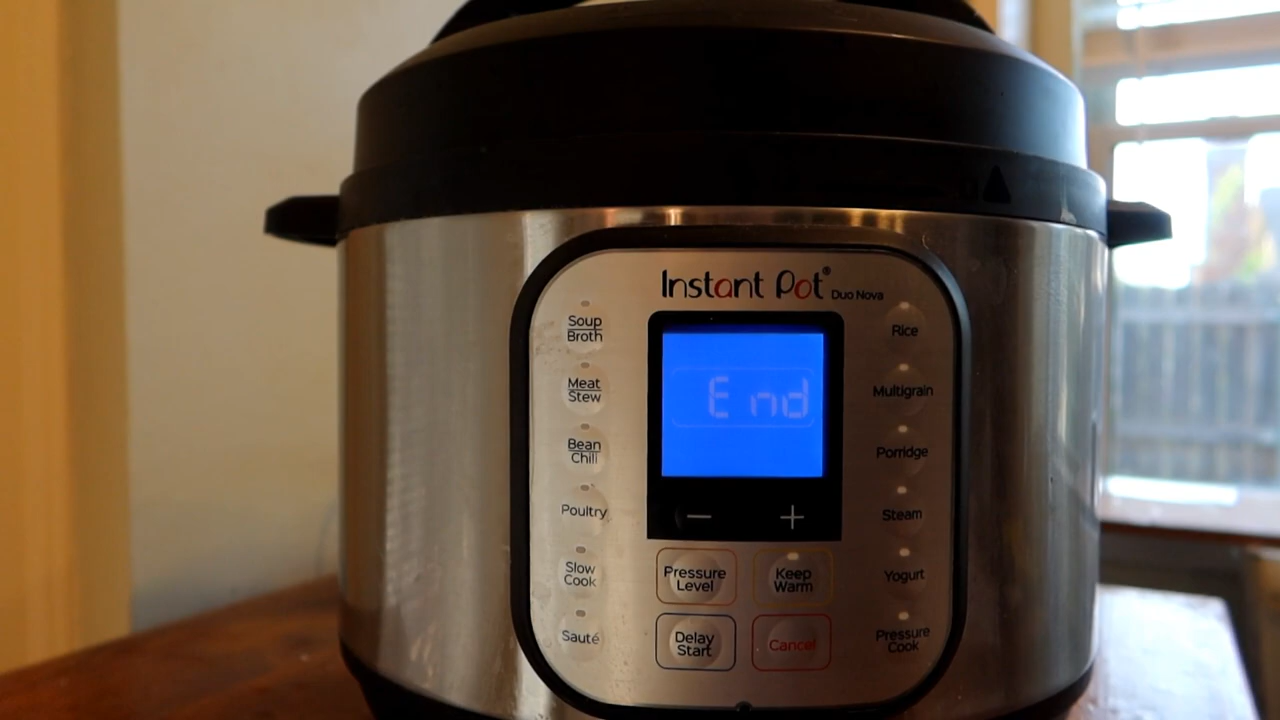 Instant Pot® Duo Nova
Soup
Broth
Meat
Stew
Bean
Chili
Poultry
Slow
Cook
Sauté
End
− +
Pressure
Level
Keep
Warm
Delay
Start
Cancel
Rice
Multigrain
Porridge
Steam
Yogurt
Pressure
Cook